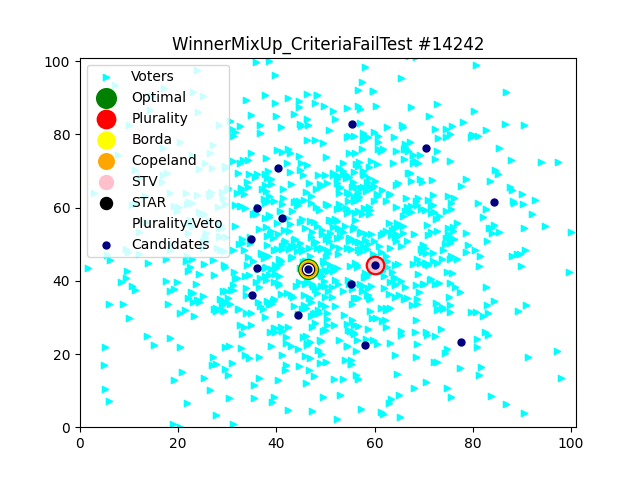 WinnerMixUp_CriteriaFailTest #14242
Voters
Optimal
Plurality
Borda
Copeland
STV
STAR
Plurality-Veto
Candidates
100
80
60
40
20
0
0 20 40 60 80 100